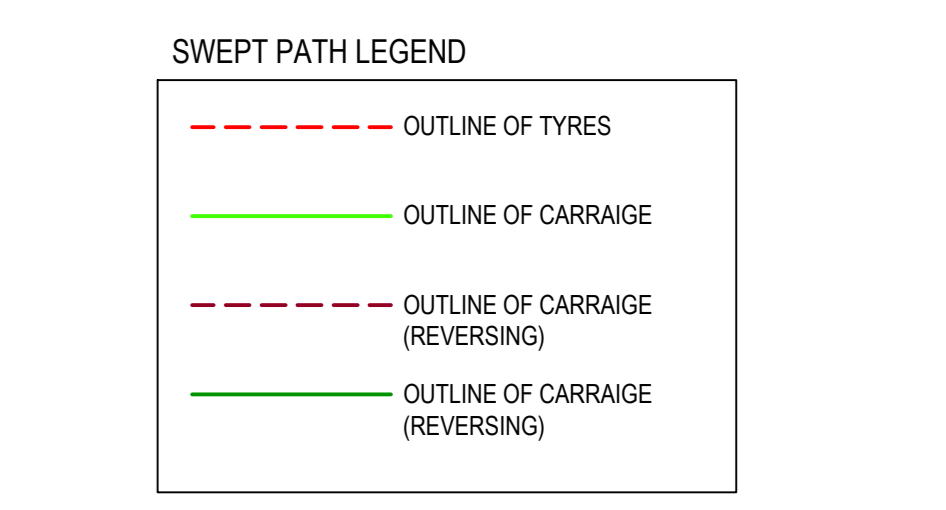 SWEPT PATH LEGEND
OUTLINE OF TYRES
OUTLINE OF CARRAIGE
OUTLINE OF CARRAIGE
(REVERSING)
OUTLINE OF CARRAIGE
(REVERSING)